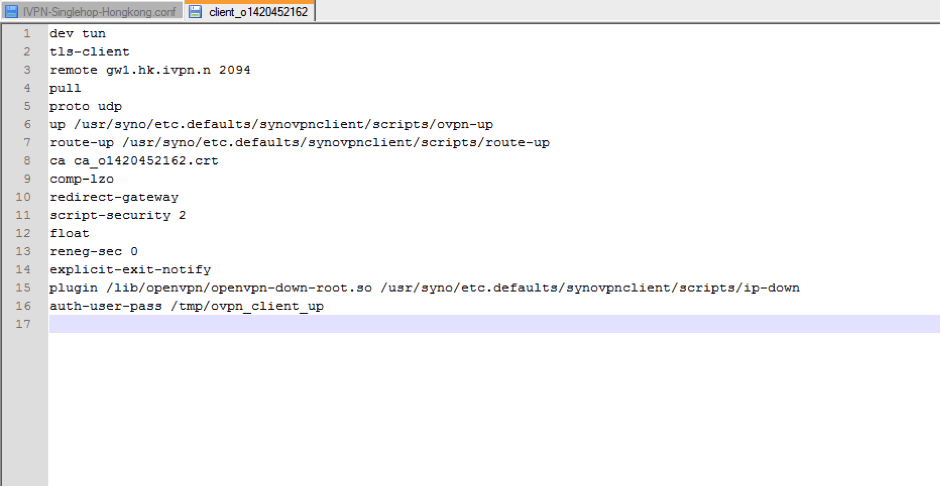 IVPN-Singlehop-Hongkong.conf client_o1420452162
1 dev tun
2 tls-client
3 remote gw1.hk.ivpn.n 2094
4 pull
5 proto udp
6 up /usr/syno/etc.defaults/synovpnclient/scripts/ovpn-up
7 route-up /usr/syno/etc.defaults/synovpnclient/scripts/route-up
8 ca ca_o1420452162.crt
9 comp-lzo
10 redirect-gateway
11 script-security 2
12 float
13 reneg-sec 0
14 explicit-exit-notify
15 plugin /lib/openvpn/openvpn-down-root.so /usr/syno/etc.defaults/synovpnclient/scripts/ip-down
16 auth-user-pass /tmp/ovpn_client_up
17